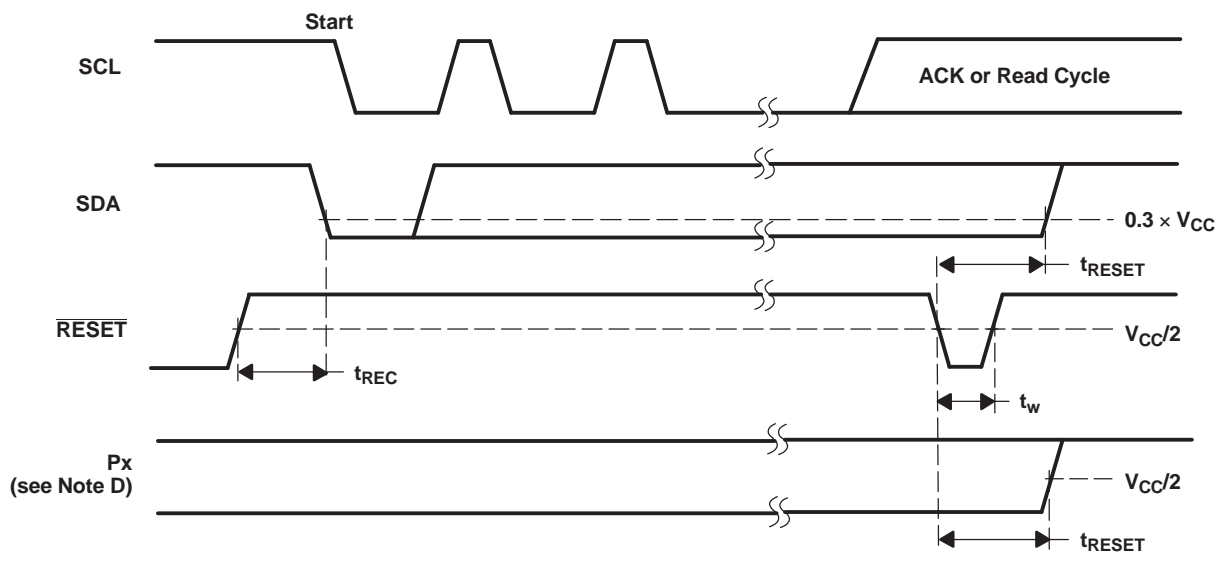 Start
SCL
ACK or Read Cycle
SDA
0.3 × VCC
tRESET
RESET
VCC/2
tREC
tw
Px
(see Note D)
VCC/2
tRESET